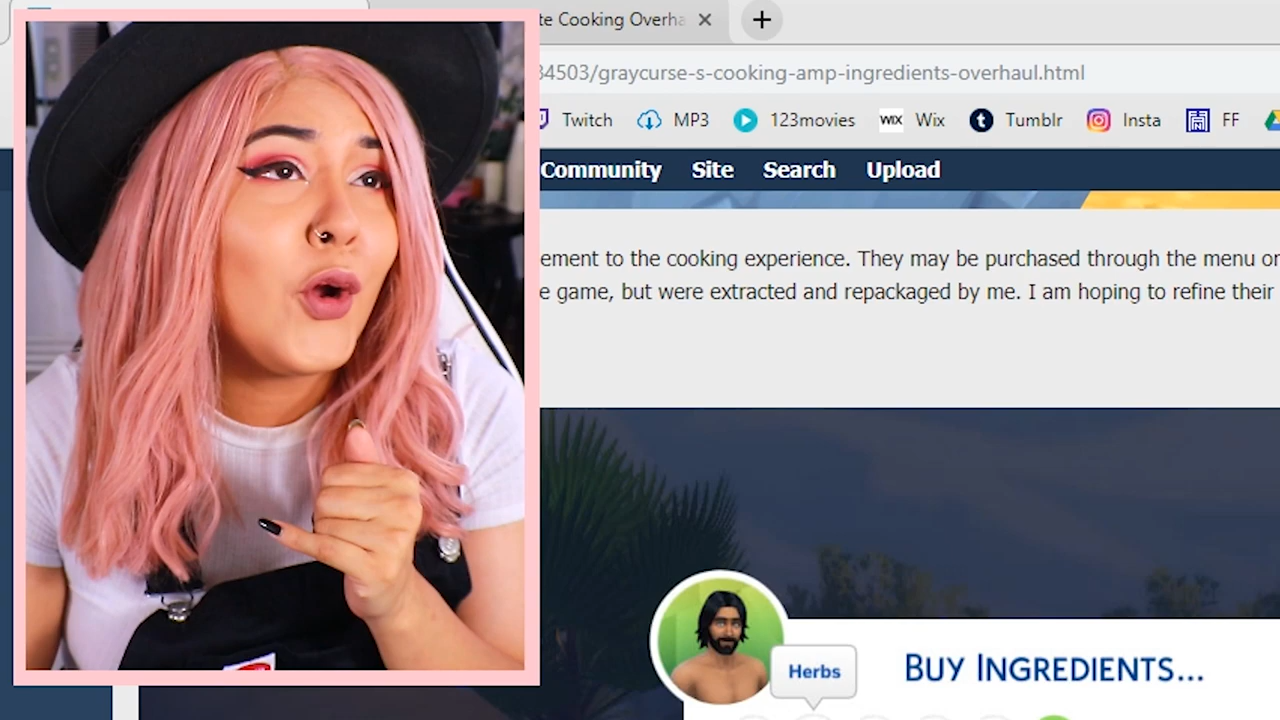 te Cooking Overha
34503/graycurse-s-cooking-amp-ingredients-overhaul.html
Twitch MP3 123movies WIX Wix Tumblr Insta FF
Community Site Search Upload
ement to the cooking experience. They may be purchased through the menu or
e game, but were extracted and repackaged by me. I am hoping to refine their
Herbs
BUY INGREDIENTS...